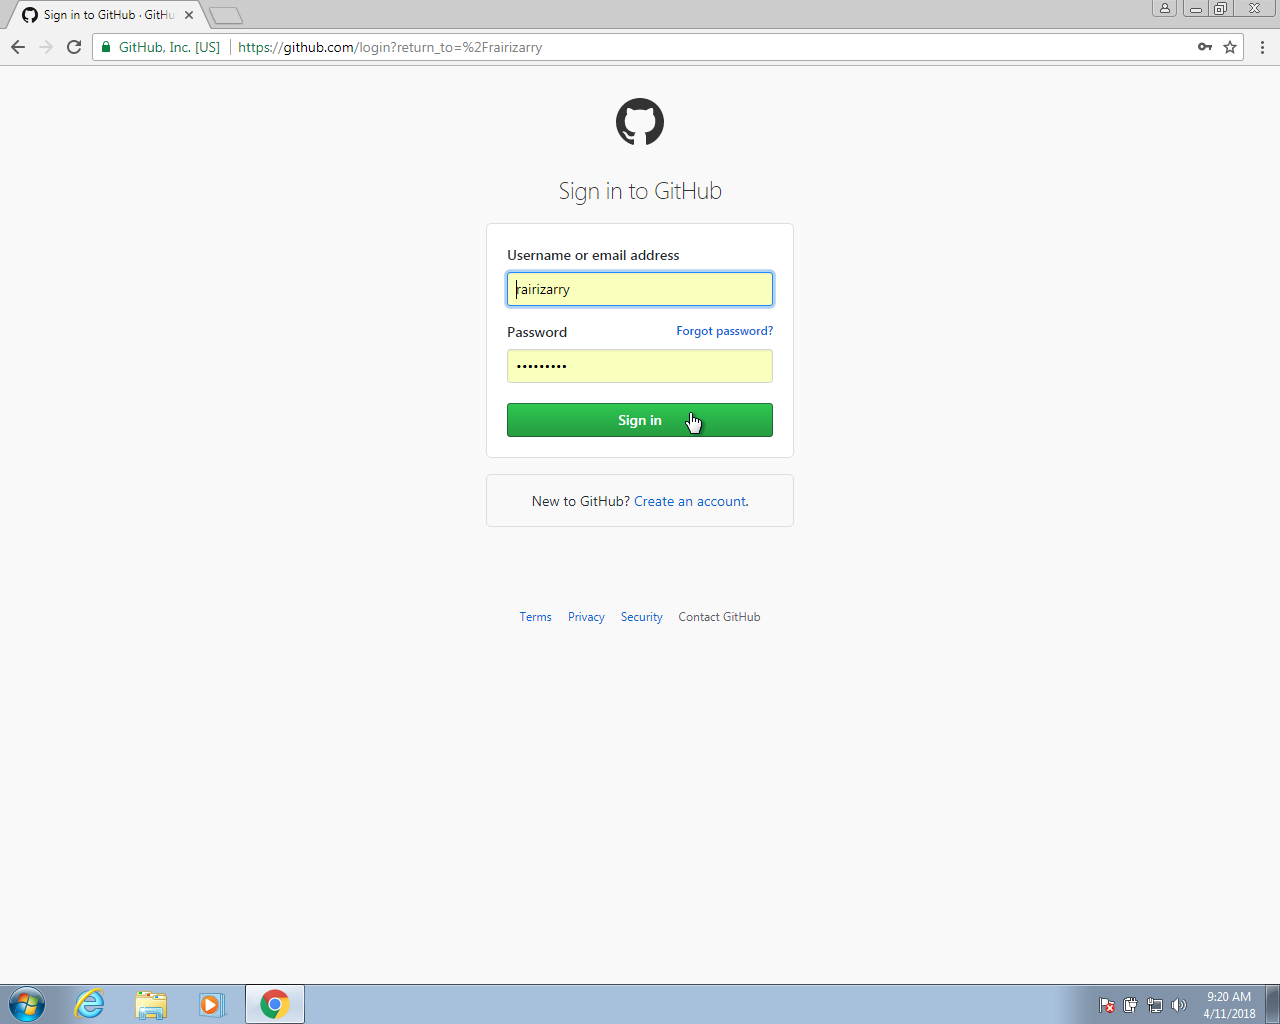 Sign in to GitHub · GitHu
GitHub, Inc. [US] https://github.com/login?return_to=%2Frairizarry
Sign in to GitHub
Username or email address
rairizarry
Password Forgot password?
•••••••••
Sign in
New to GitHub? Create an account.
Terms Privacy Security Contact GitHub
9:20 AM
4/11/2018